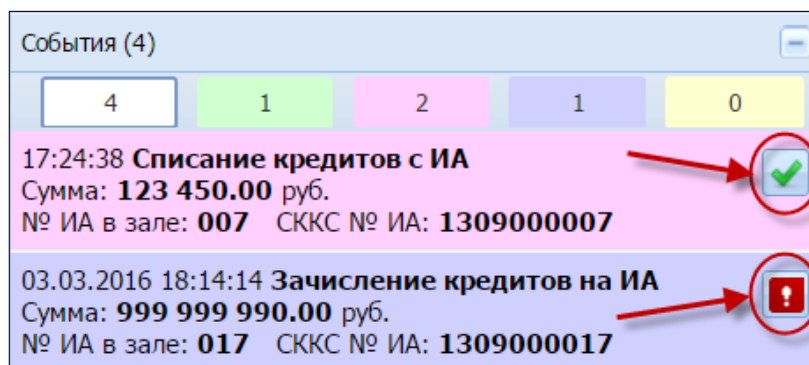 События (4)
4 1 2 1 0
17:24:38 Списание кредитов с ИА
Сумма: 123 450.00 руб.
№ ИА в зале: 007 СККС № ИА: 1309000007
03.03.2016 18:14:14 Зачисление кредитов на ИА
Сумма: 999 999 990.00 руб.
№ ИА в зале: 017 СККС № ИА: 1309000017